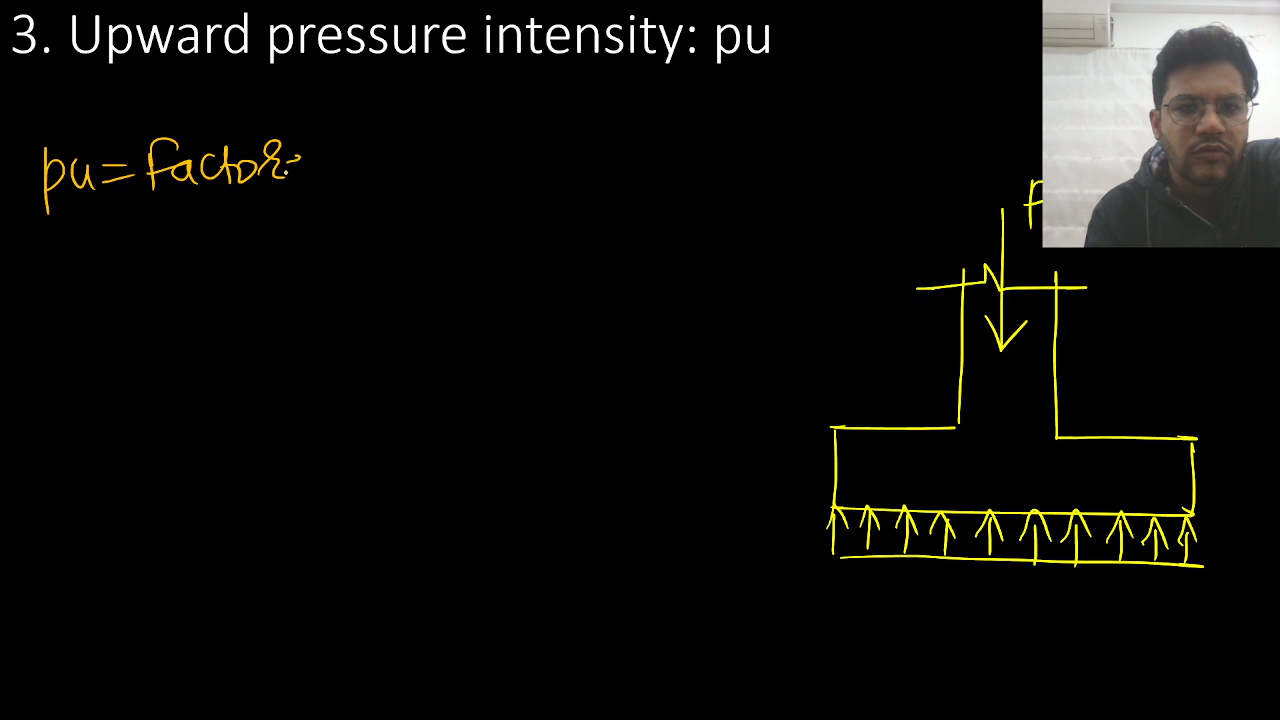 3. Upward pressure intensity: pu
pu = factor